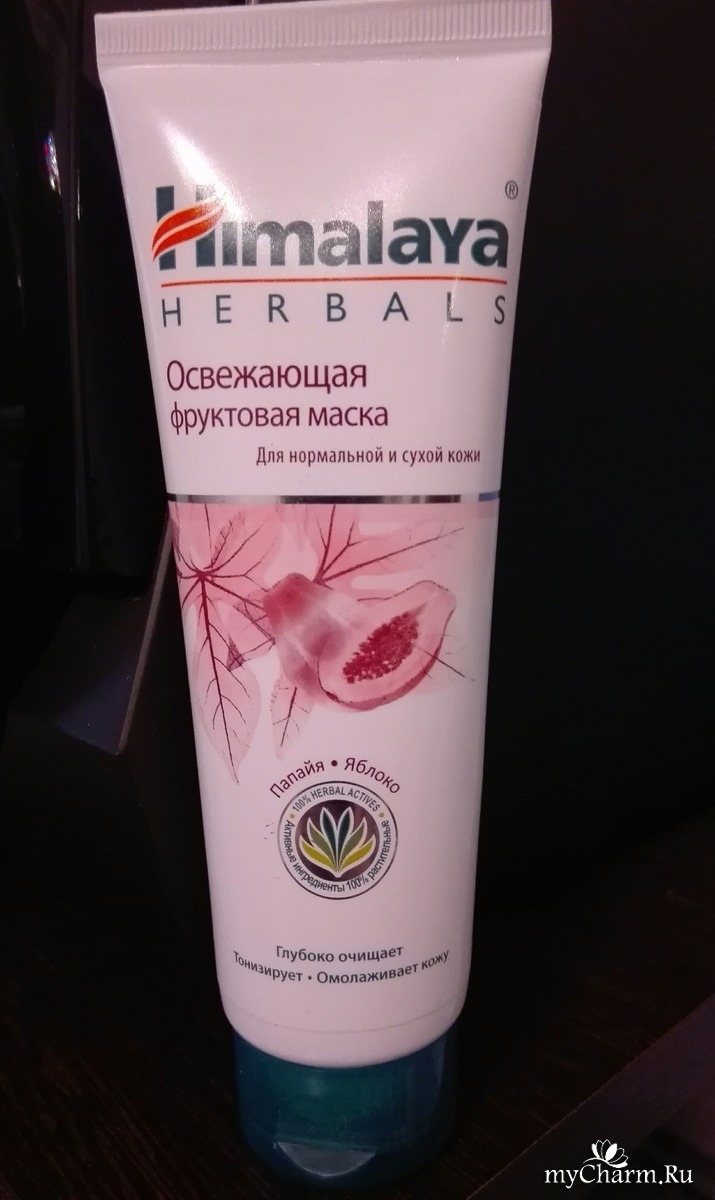 Himalaya®
HERBALS
Освежающая
фруктовая маска
Для нормальной и сухой кожи
Папайя • Яблоко
100% HERBAL ACTIVES
Активные ингредиенты 100% растительные
Глубоко очищает
Тонизирует • Омолаживает кожу
myCharm.Ru